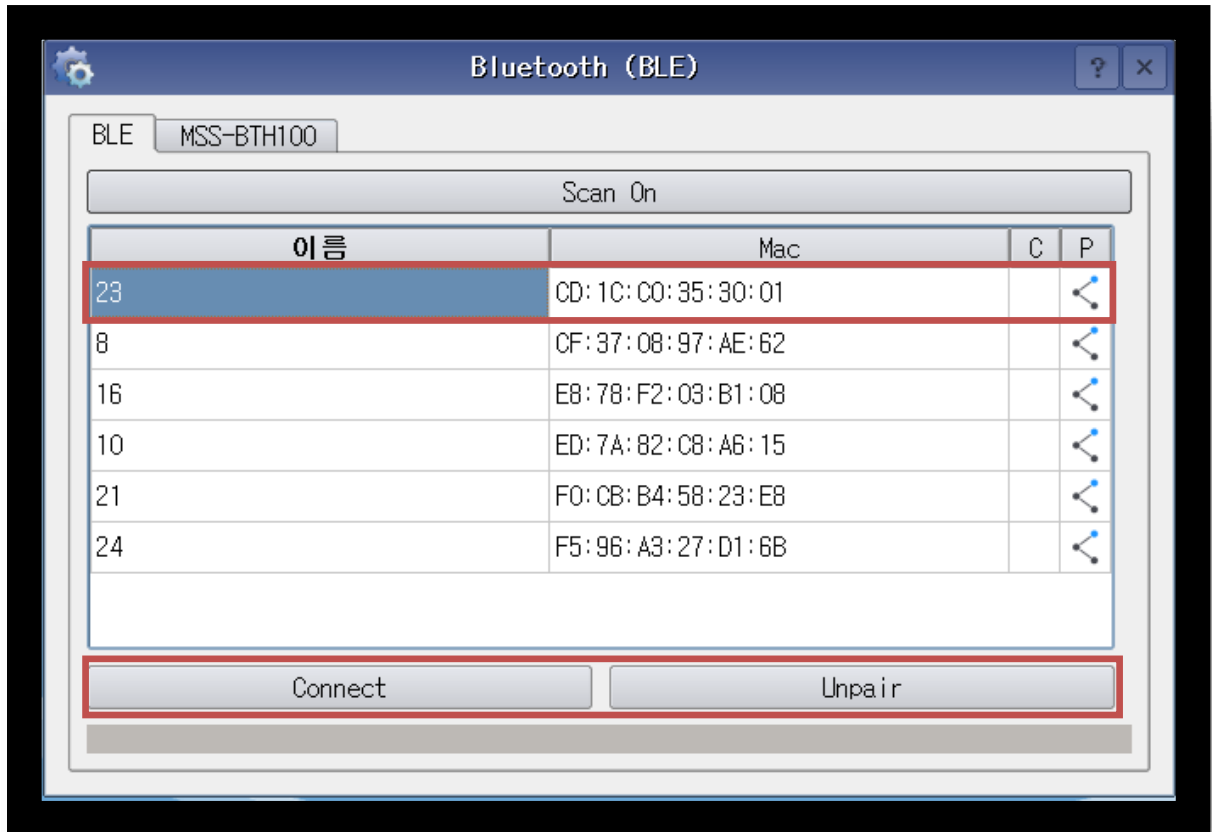 Bluetooth (BLE)
? ×
BLE MSS-BTH100
Scan On
이름 Mac C P
23 CD:1C:C0:35:30:01
8 CF:37:08:97:AE:62
16 E8:78:F2:03:B1:08
10 ED:7A:82:C8:A6:15
21 F0:CB:B4:58:23:E8
24 F5:96:A3:27:D1:6B
Connect Unpair